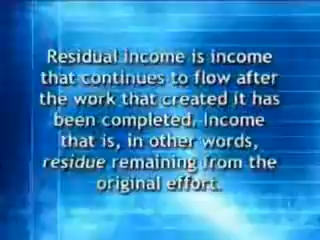 Residual income is income
that continues to flow after
the work that created it has
been completed. Income
that is, in other words,
residue remaining from the
original effort.